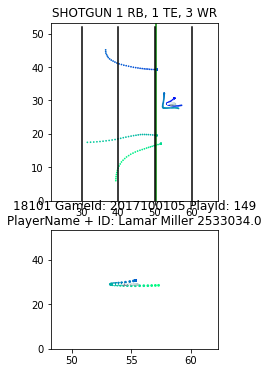 SHOTGUN 1 RB, 1 TE, 3 WR
50
40
30
20
10
0
30 40 50 60
18101 GameId: 2017100105 PlayId: 149
PlayerName + ID: Lamar Miller 2533034.0
40
20
0
50 55 60